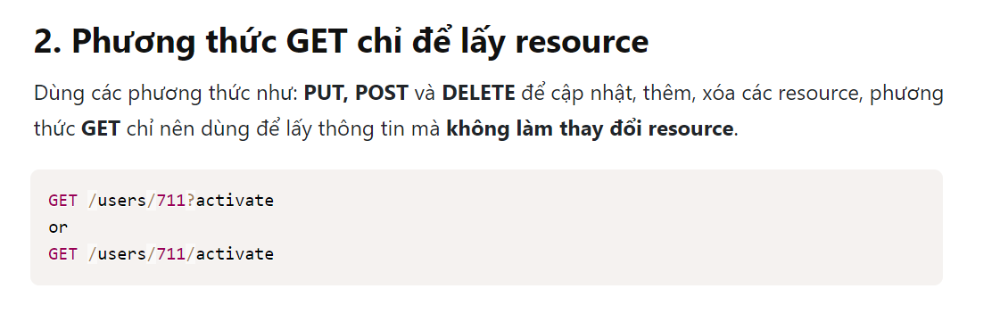 2. Phương thức GET chỉ để lấy resource
Dùng các phương thức như: PUT, POST và DELETE để cập nhật, thêm, xóa các resource, phương
thức GET chỉ nên dùng để lấy thông tin mà không làm thay đổi resource.
GET /users/711?activate
or
GET /users/711/activate